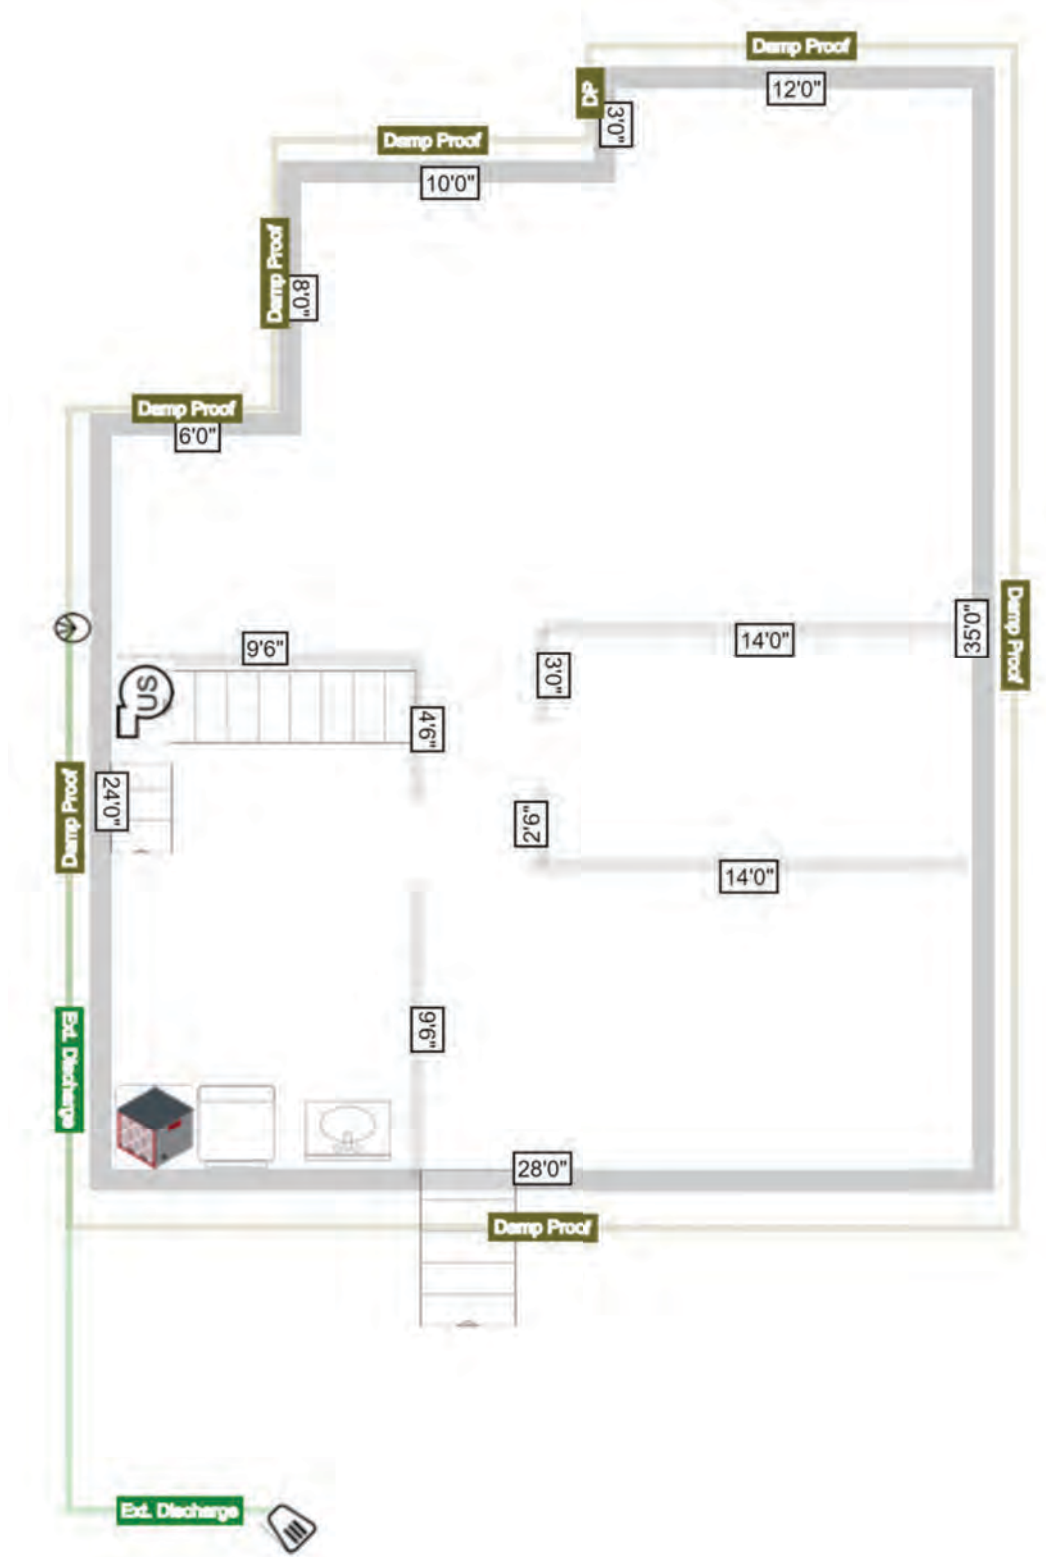 Damp Proof
12'0"
DP
3'0"
Damp Proof
10'0"
Damp Proof
8'0"
Damp Proof
6'0"
Damp Proof
35'0"
14'0"
9'6"
3'0"
US
4'6"
Damp Proof
24'0"
2'6"
14'0"
9'6"
Ext. Discharge
28'0"
Damp Proof
Ext. Discharge